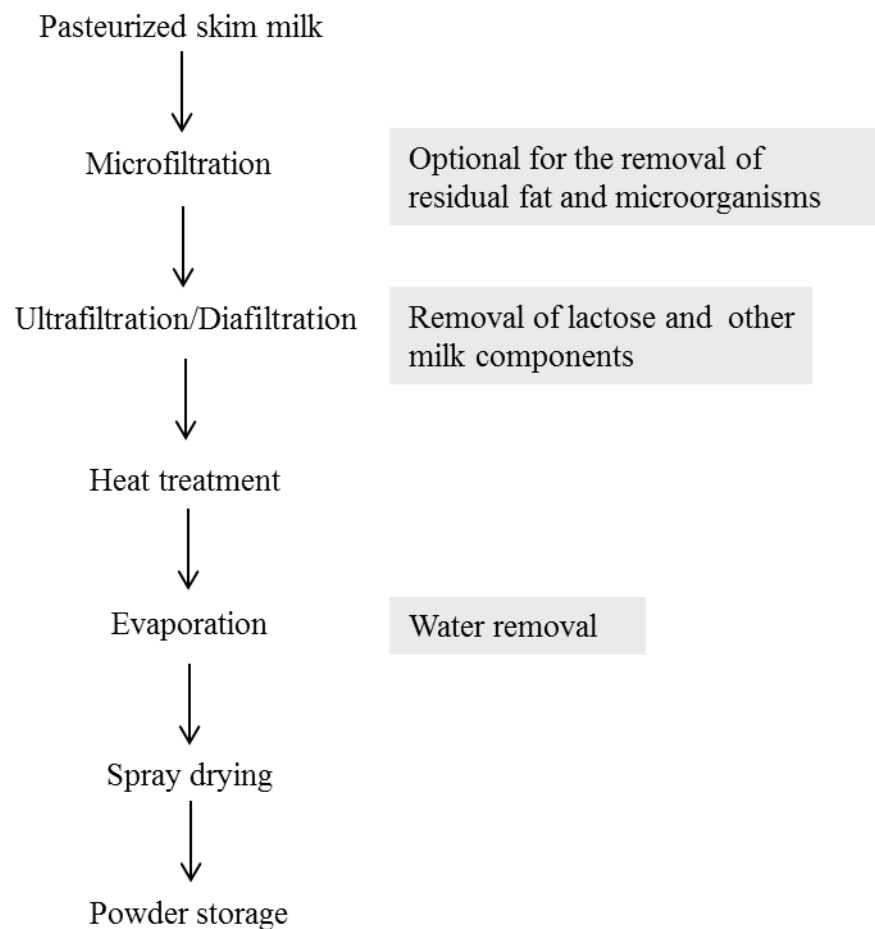 Pasteurized skim milk
Microfiltration
Optional for the removal of
residual fat and microorganisms
Ultrafiltration/Diafiltration
Removal of lactose and other
milk components
Heat treatment
Evaporation
Water removal
Spray drying
Powder storage